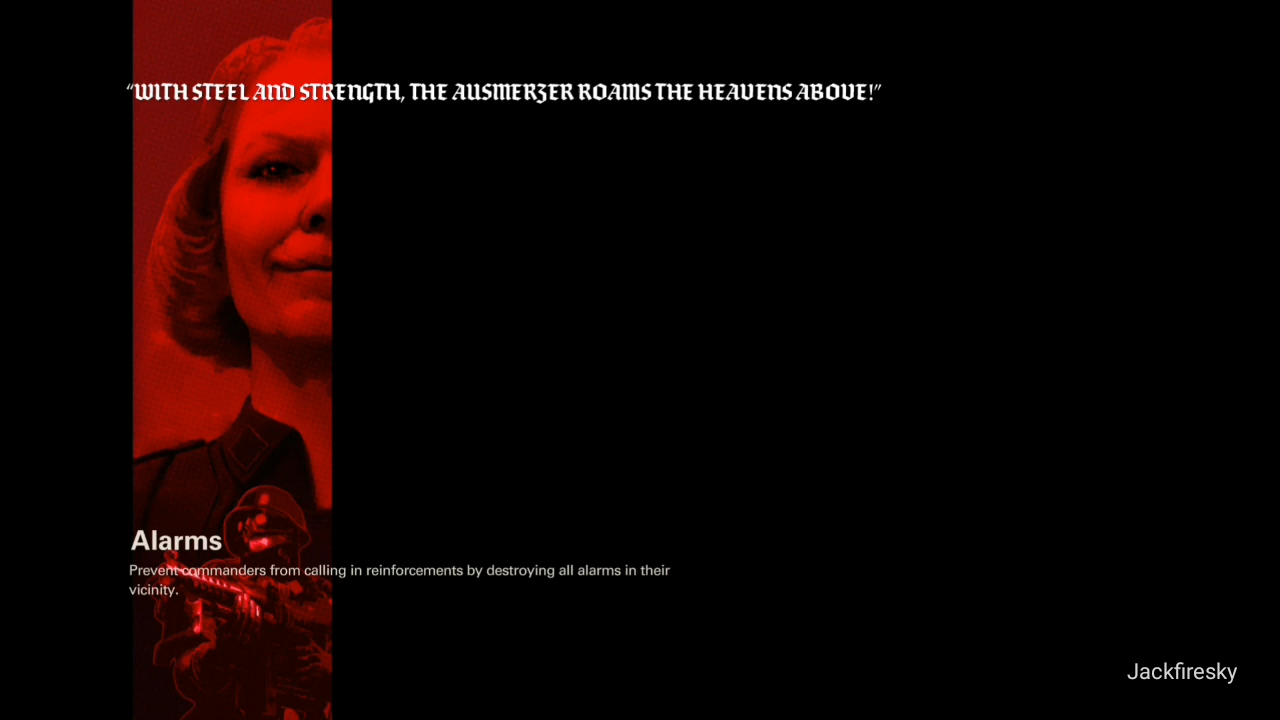 “WITH STEEL AND STRENGTH, THE AUSMERZER ROAMS THE HEAVENS ABOVE!”
Alarms
Prevent commanders from calling in reinforcements by destroying all alarms in their
vicinity.
Jackfiresky